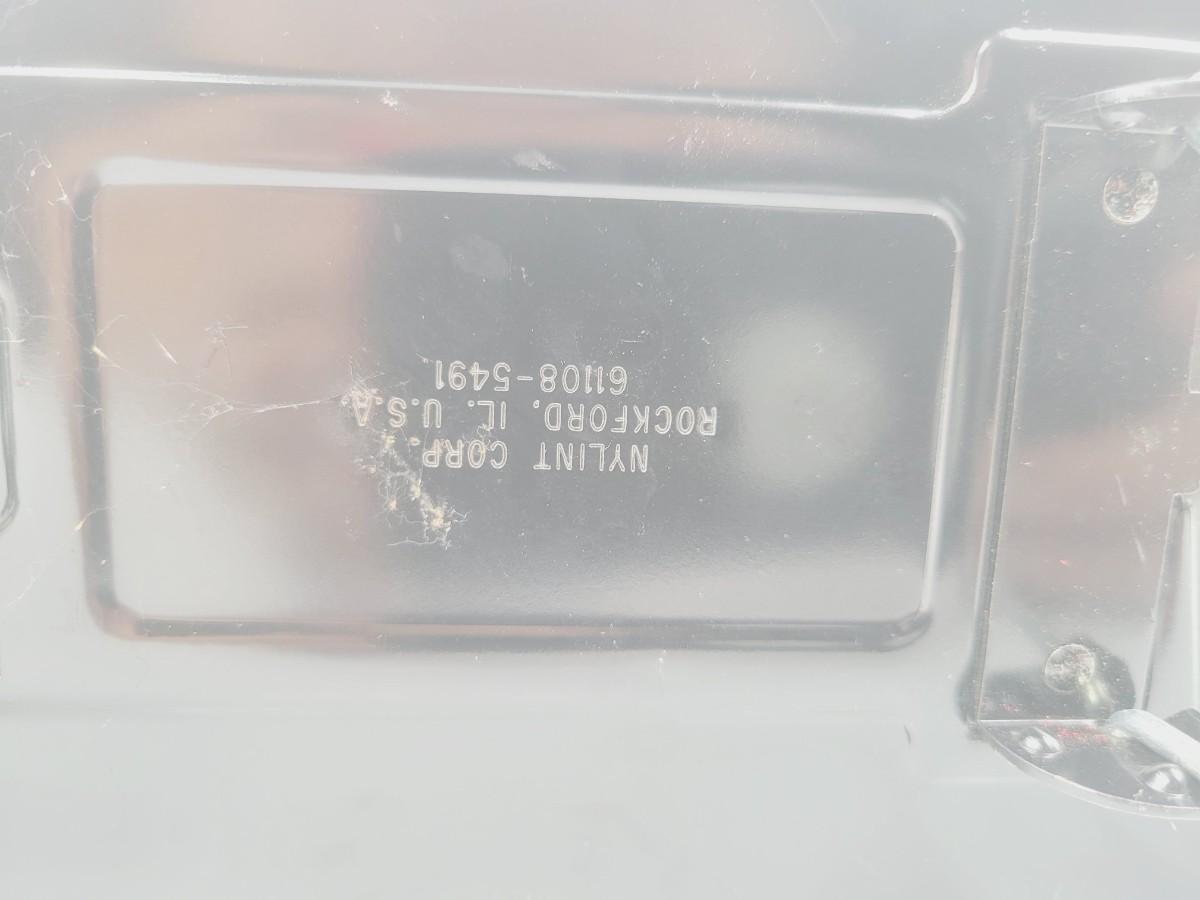 NYLINT CORP.
ROCKFORD, IL. U.S.A
61108-5491